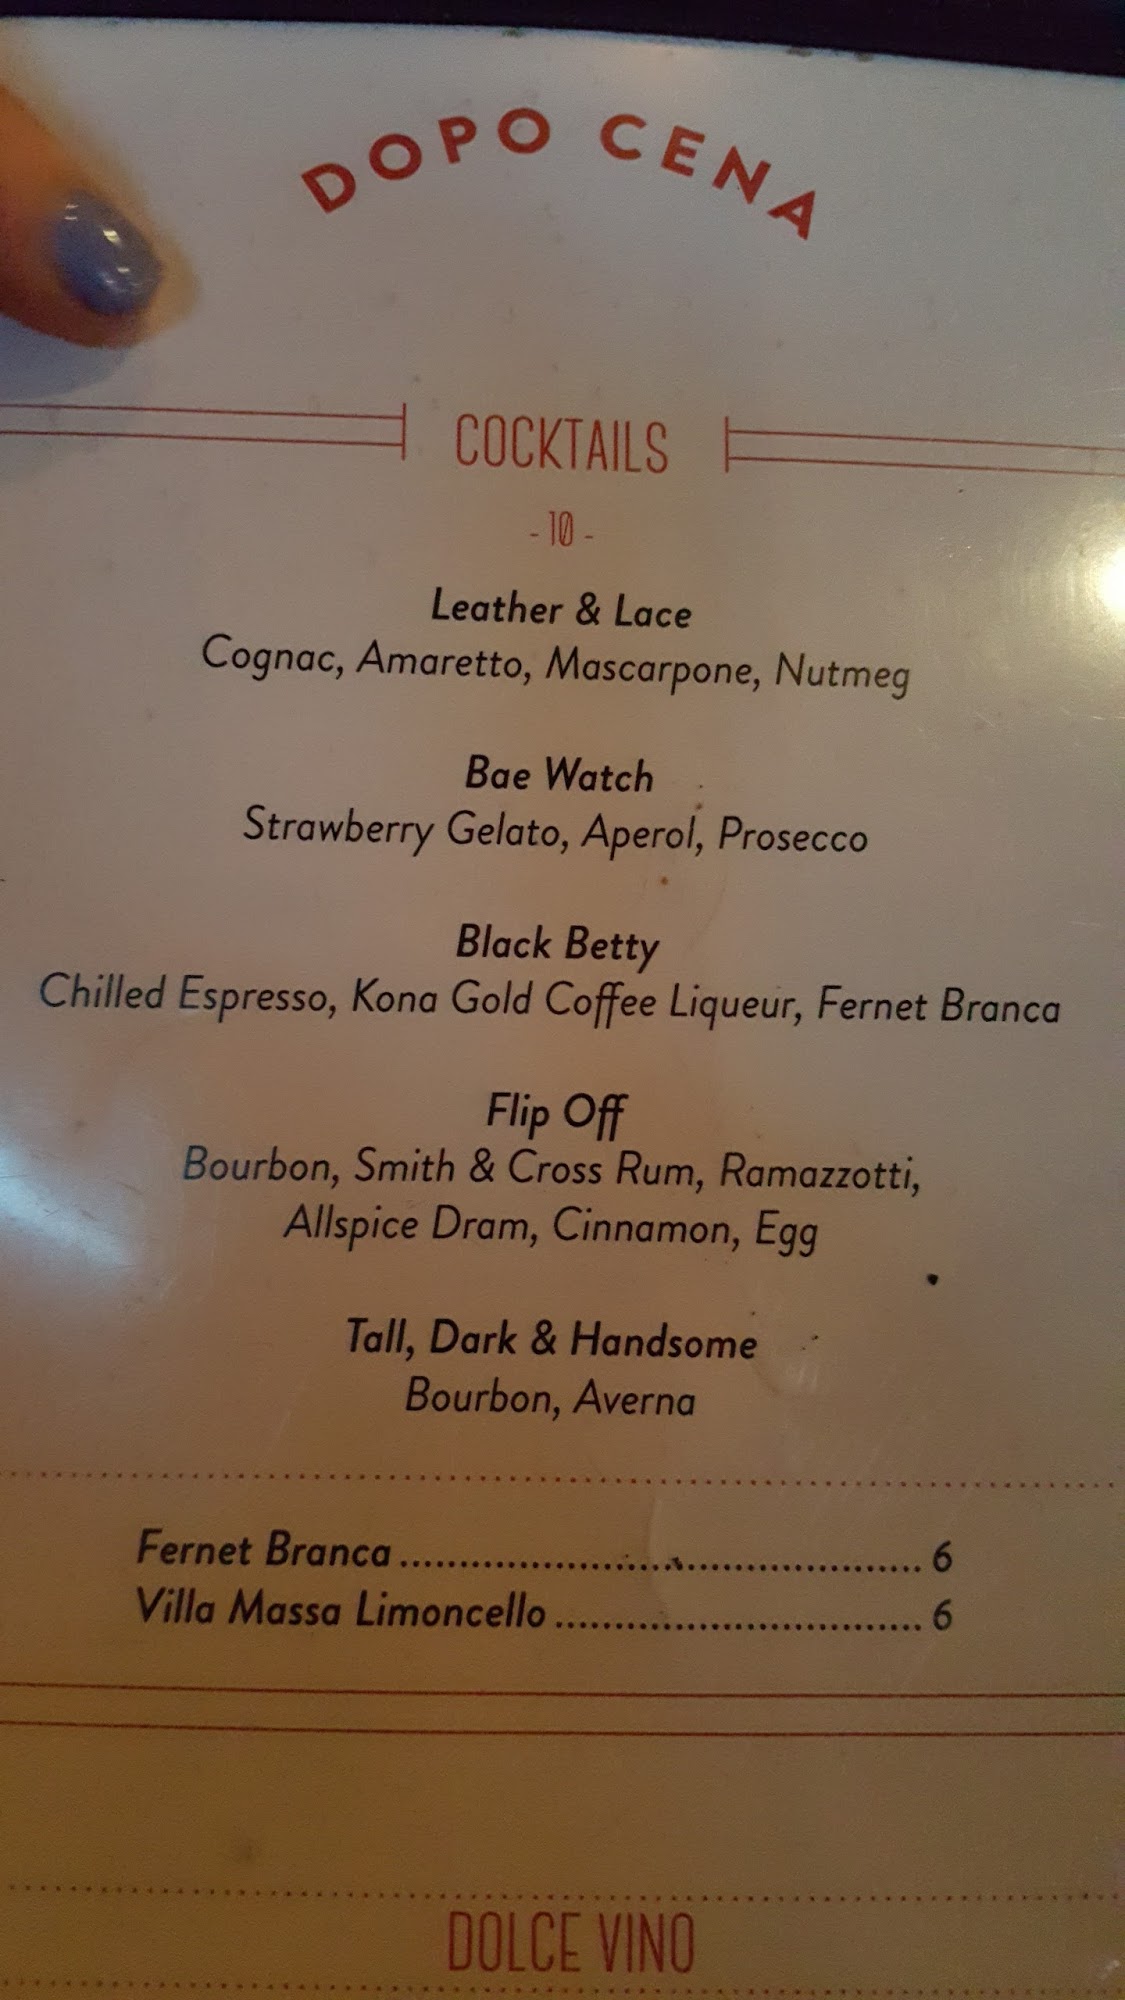 DOPO CENA
COCKTAILS
- 10 -
Leather & Lace
Cognac, Amaretto, Mascarpone, Nutmeg
Bae Watch
Strawberry Gelato, Aperol, Prosecco
Black Betty
Chilled Espresso, Kona Gold Coffee Liqueur, Fernet Branca
Flip Off
Bourbon, Smith & Cross Rum, Ramazzotti,
Allspice Dram, Cinnamon, Egg
Tall, Dark & Handsome
Bourbon, Averna
Fernet Branca ........................................... 6
Villa Massa Limoncello ............................... 6
DOLCE VINO